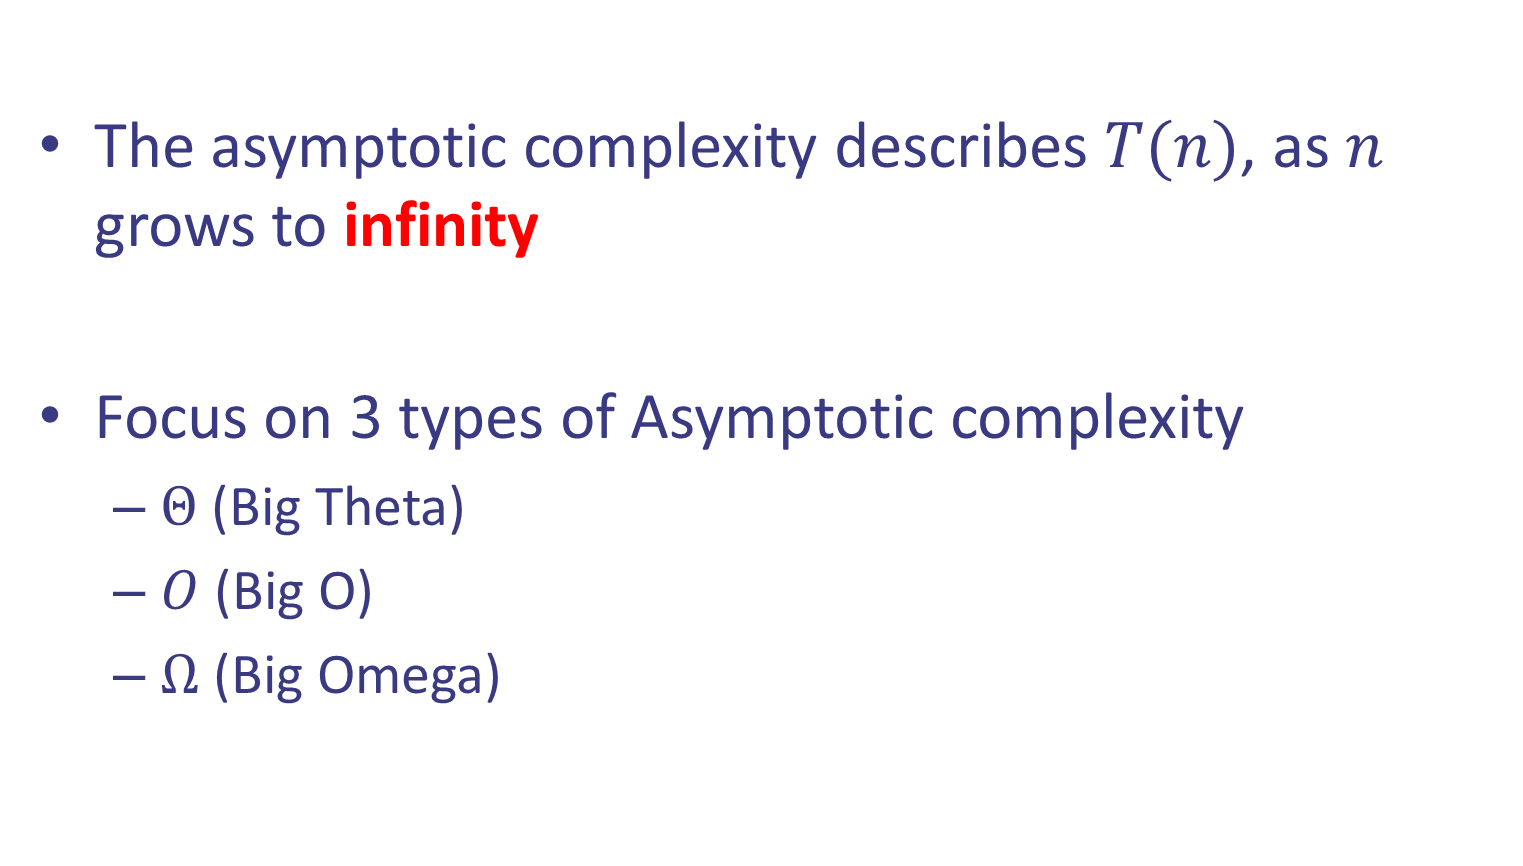 • The asymptotic complexity describes T(n), as n
grows to infinity
• Focus on 3 types of Asymptotic complexity
– Θ (Big Theta)
– O (Big O)
– Ω (Big Omega)